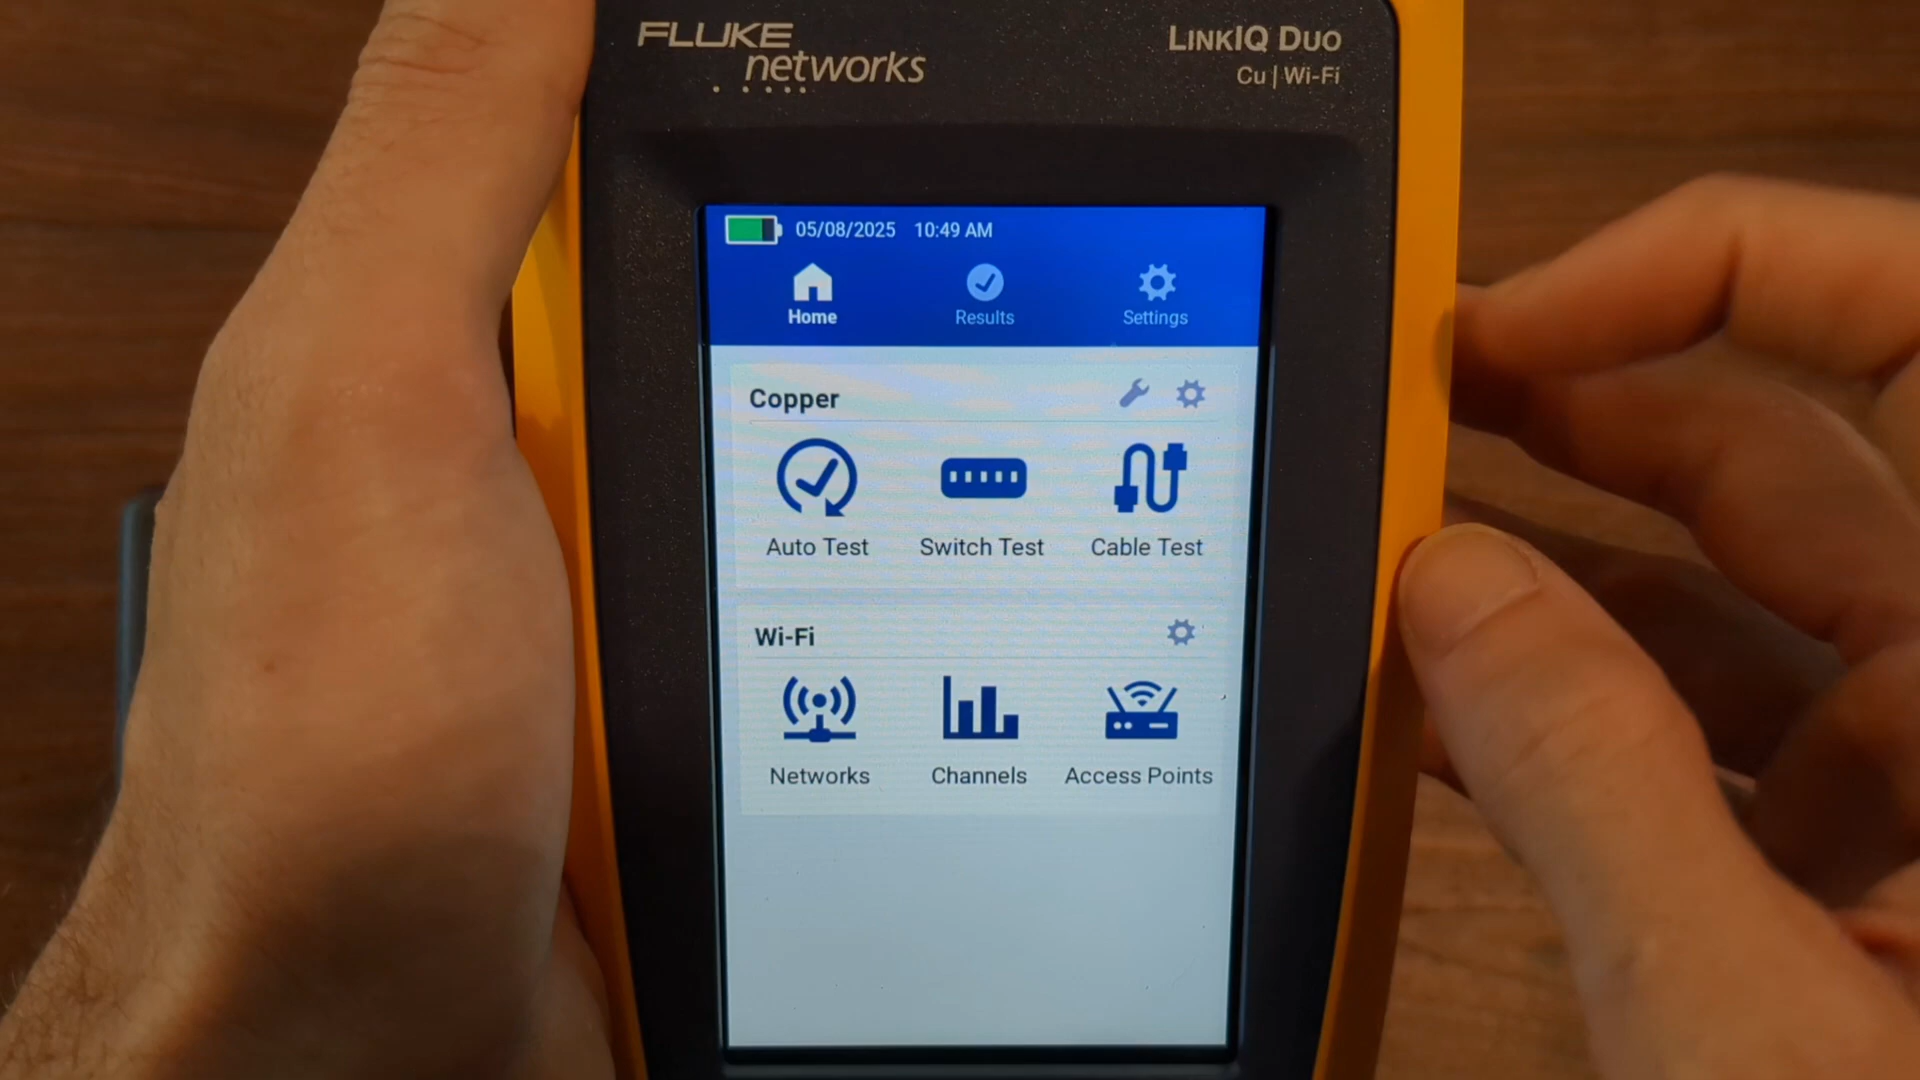 FLUKE
networks
LINKIQ DUO
Cu | Wi-Fi
05/08/2025 10:49 AM
Home Results Settings
Copper
Auto Test Switch Test Cable Test
Wi-Fi
Networks Channels Access Points